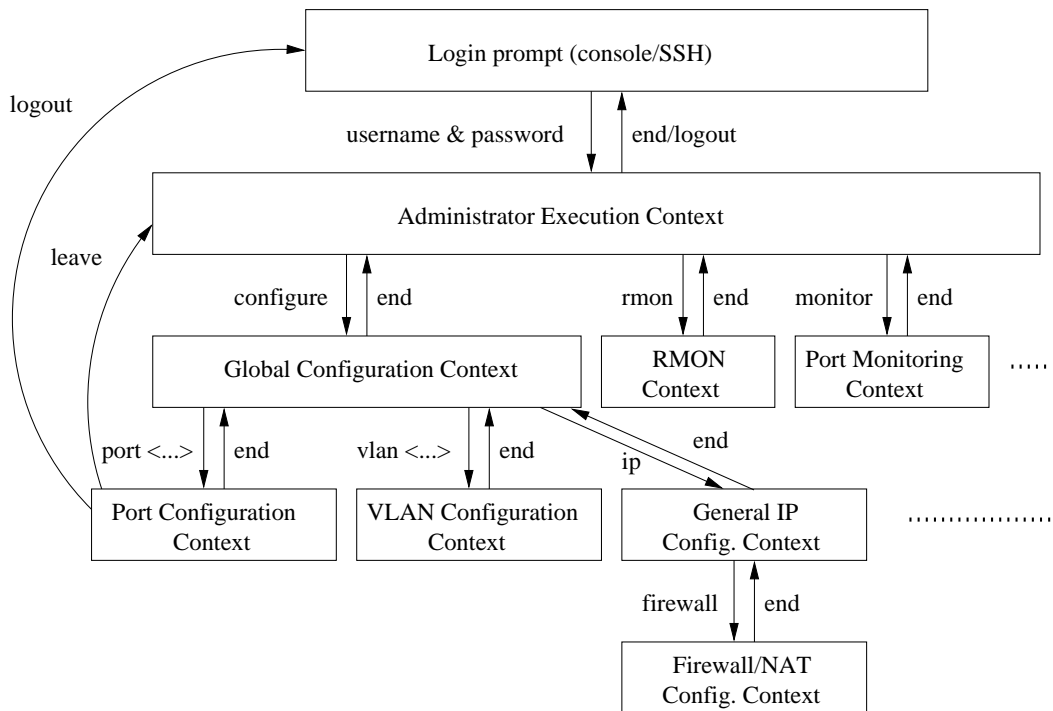 Login prompt (console/SSH)
logout
username & password
end/logout
Administrator Execution Context
leave
configure
end
rmon
end
monitor
end
Global Configuration Context
RMON
Context
Port Monitoring
Context
port <...>
end
vlan <...>
end
ip
end
Port Configuration
Context
VLAN Configuration
Context
General IP
Config. Context
firewall
end
Firewall/NAT
Config. Context